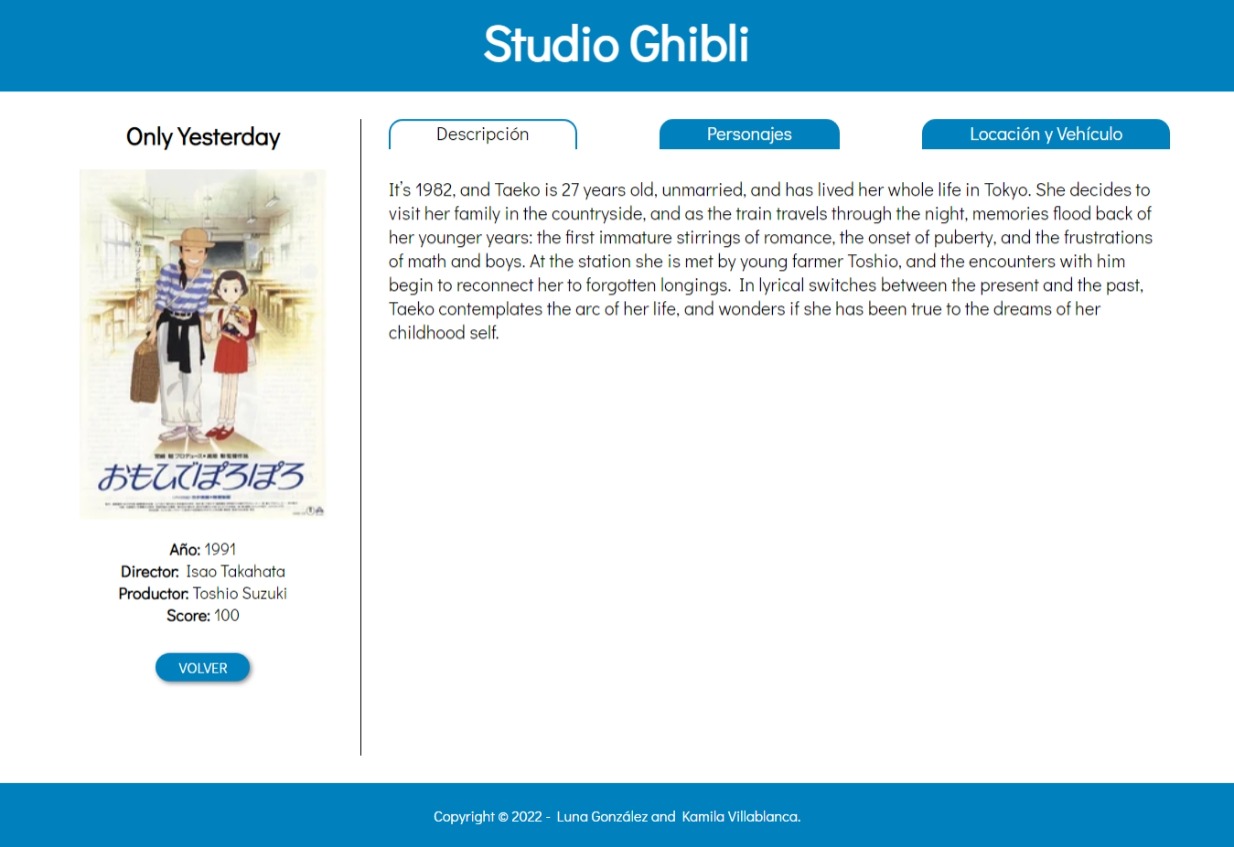 Studio Ghibli
Only Yesterday
おもひでぽろぽろ
Año: 1991
Director: Isao Takahata
Productor: Toshio Suzuki
Score: 100
VOLVER
Descripción
Personajes
Locación y Vehículo
It's 1982, and Taeko is 27 years old, unmarried, and has lived her whole life in Tokyo. She decides to
visit her family in the countryside, and as the train travels through the night, memories flood back of
her younger years: the first immature stirrings of romance, the onset of puberty, and the frustrations
of math and boys. At the station she is met by young farmer Toshio, and the encounters with him
begin to reconnect her to forgotten longings.  In lyrical switches between the present and the past,
Taeko contemplates the arc of her life, and wonders if she has been true to the dreams of her
childhood self.
Copyright © 2022 - Luna González and Kamila Villablanca.